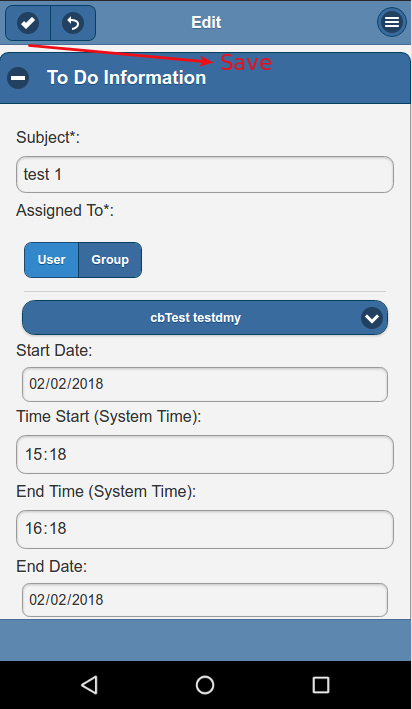 Edit
Save
To Do Information
Subject*:
test 1
Assigned To*:
User Group
cbTest testdmy
Start Date:
02/02/2018
Time Start (System Time):
15:18
End Time (System Time):
16:18
End Date:
02/02/2018